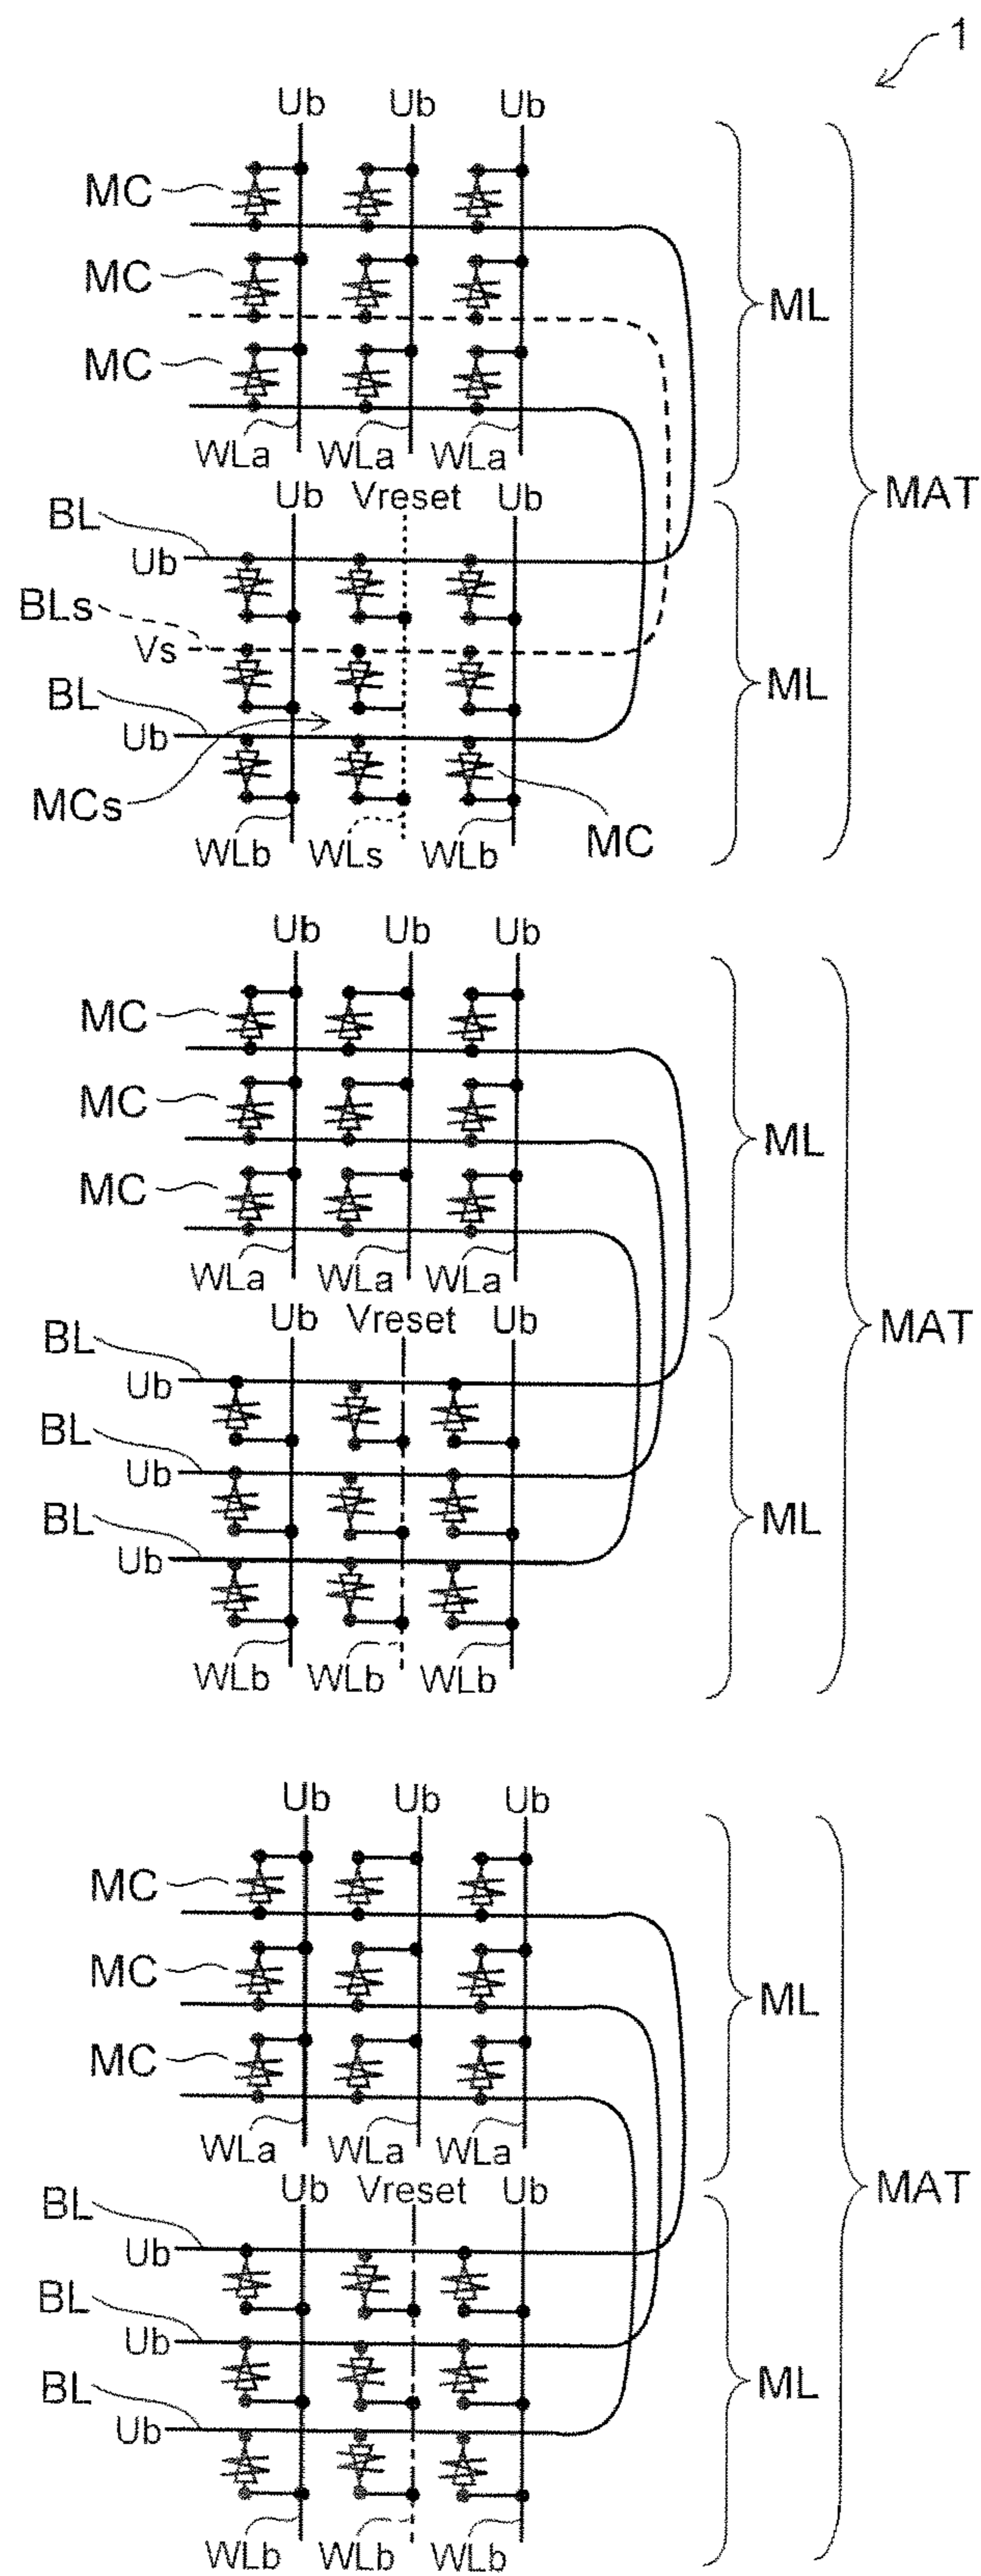 1
Ub Ub Ub
MC
MC
ML
MC
WLa WLa WLa
Ub Vreset Ub
MAT
BL
Ub
BLs
Vs
BL
ML
Ub
MCs
MC
WLb WLs WLb
Ub Ub Ub
MC
MC
ML
MC
WLa WLa WLa
Ub Vreset Ub
MAT
BL
Ub
BL
Ub
BL
ML
Ub
WLb WLb WLb
Ub Ub Ub
MC
MC
ML
MC
WLa WLa WLa
Ub Vreset Ub
MAT
BL
Ub
BL
Ub
BL
ML
Ub
WLb WLb WLb